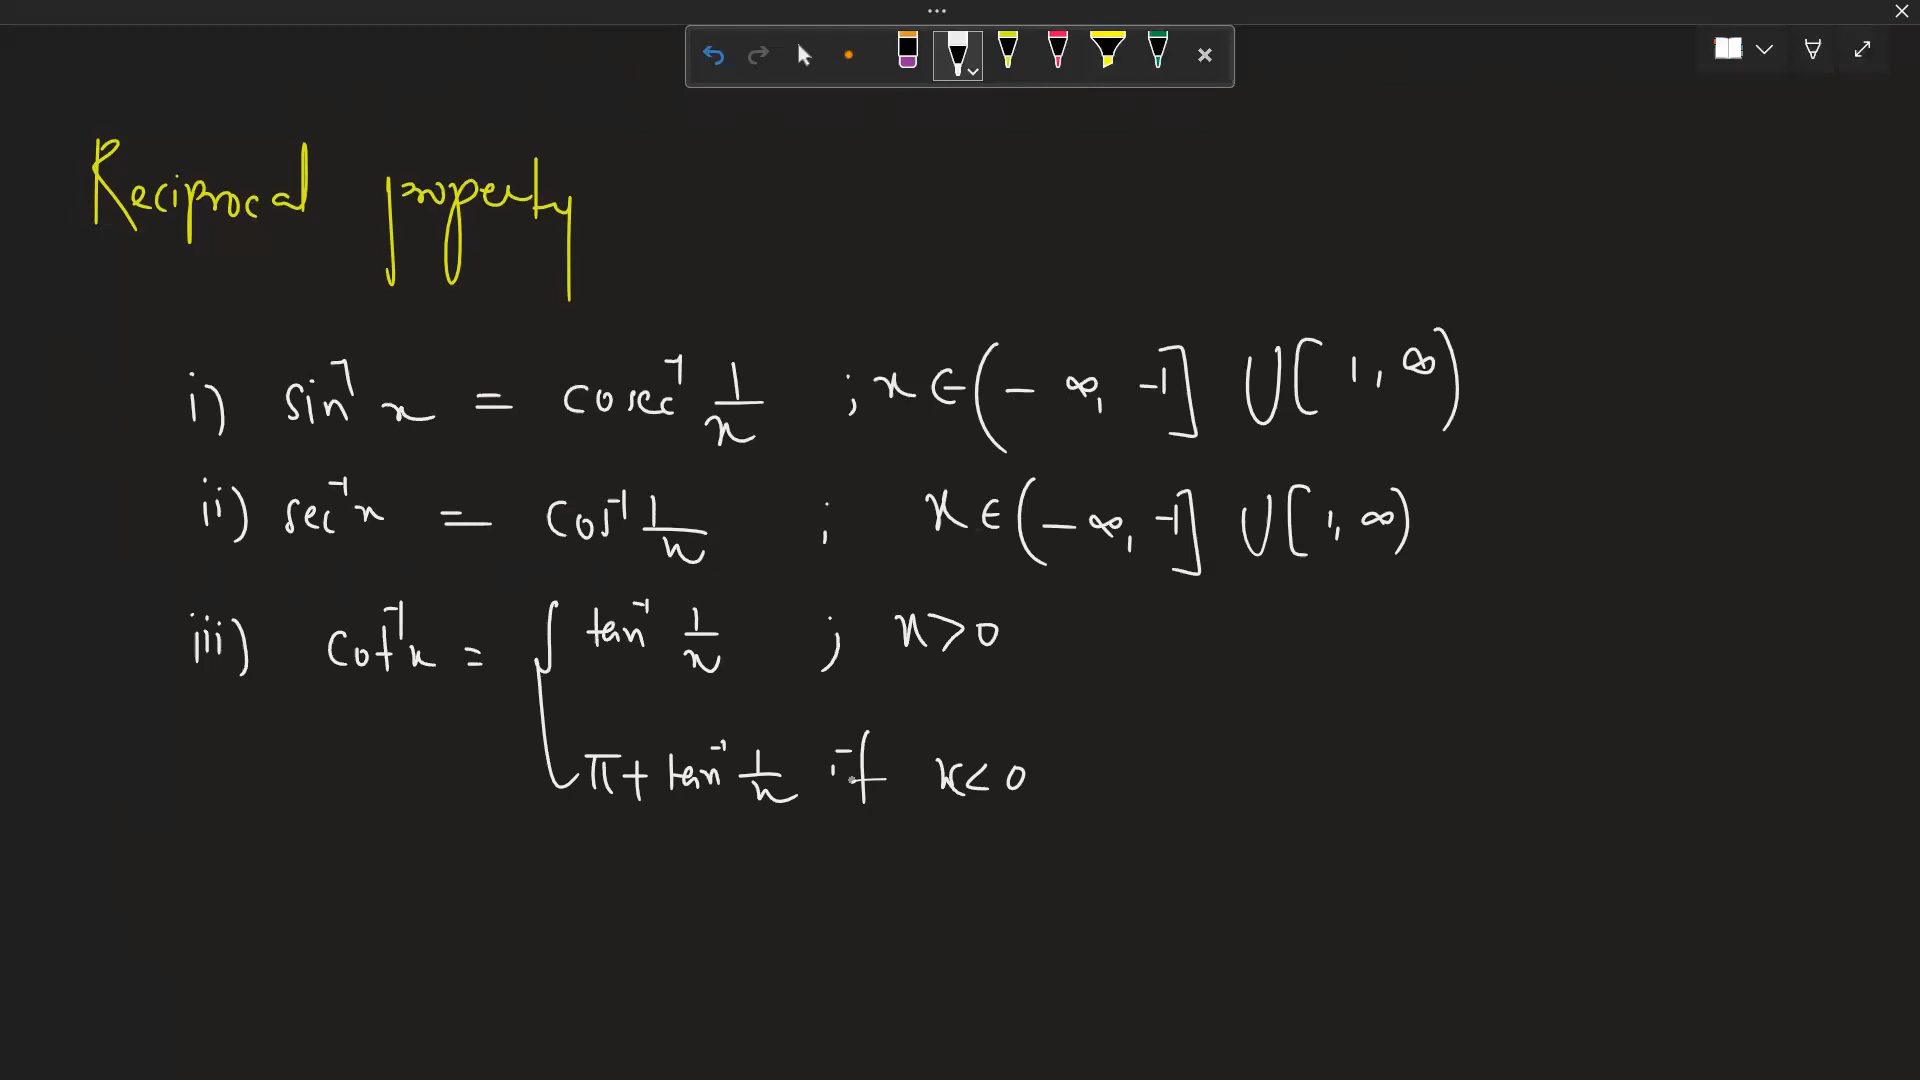 Reciprocal property
i) sin⁻¹ x = cosec⁻¹ 1/x ; x ∈ (- ∞, -1] ∪ [1, ∞)
ii) sec⁻¹ x = cos⁻¹ 1/x ; x ∈ (- ∞, -1] ∪ [1, ∞)
iii) cot⁻¹ x = { tan⁻¹ 1/x ; x > 0
π + tan⁻¹ 1/x if x < 0